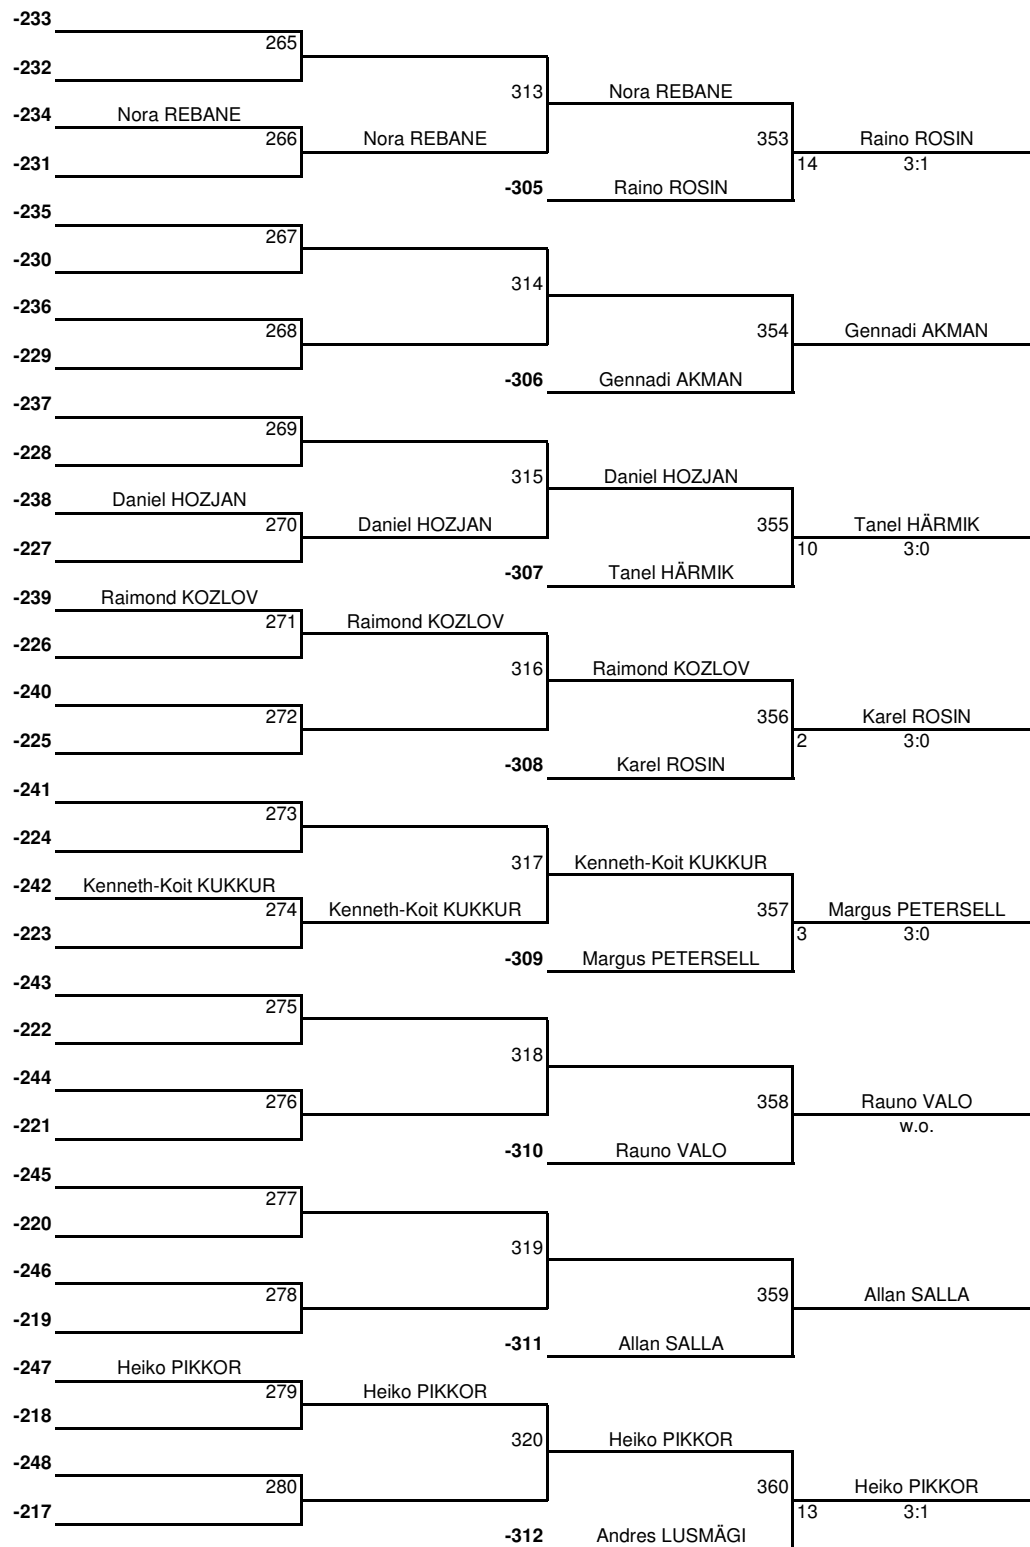 -233
265
-232
313 Nora REBANE
-234 Nora REBANE
266 Nora REBANE 353 Raino ROSIN
14 3:1
-231
-305 Raino ROSIN
-235
267
-230
314
-236
268 354 Gennadi AKMAN
-229
-306 Gennadi AKMAN
-237
269
-228
315 Daniel HOZJAN
-238 Daniel HOZJAN
270 Daniel HOZJAN 355 Tanel HÄRMIK
-227
10 3:0
-307 Tanel HÄRMIK
-239 Raimond KOZLOV
271 Raimond KOZLOV
-226
316 Raimond KOZLOV
-240
272 356 Karel ROSIN
-225
2 3:0
-308 Karel ROSIN
-241
273
-224
317 Kenneth-Koit KUKKUR
-242 Kenneth-Koit KUKKUR
274 Kenneth-Koit KUKKUR 357 Margus PETERSELL
-223
3 3:0
-309 Margus PETERSELL
-243
275
-222
318
-244
276 358 Rauno VALO
-221
w.o.
-310 Rauno VALO
-245
277
-220
319
-246
278 359 Allan SALLA
-219
-311 Allan SALLA
-247 Heiko PIKKOR
279 Heiko PIKKOR
-218
320 Heiko PIKKOR
-248
280 360 Heiko PIKKOR
-217
13 3:1
-312 Andres LUSMÄGI